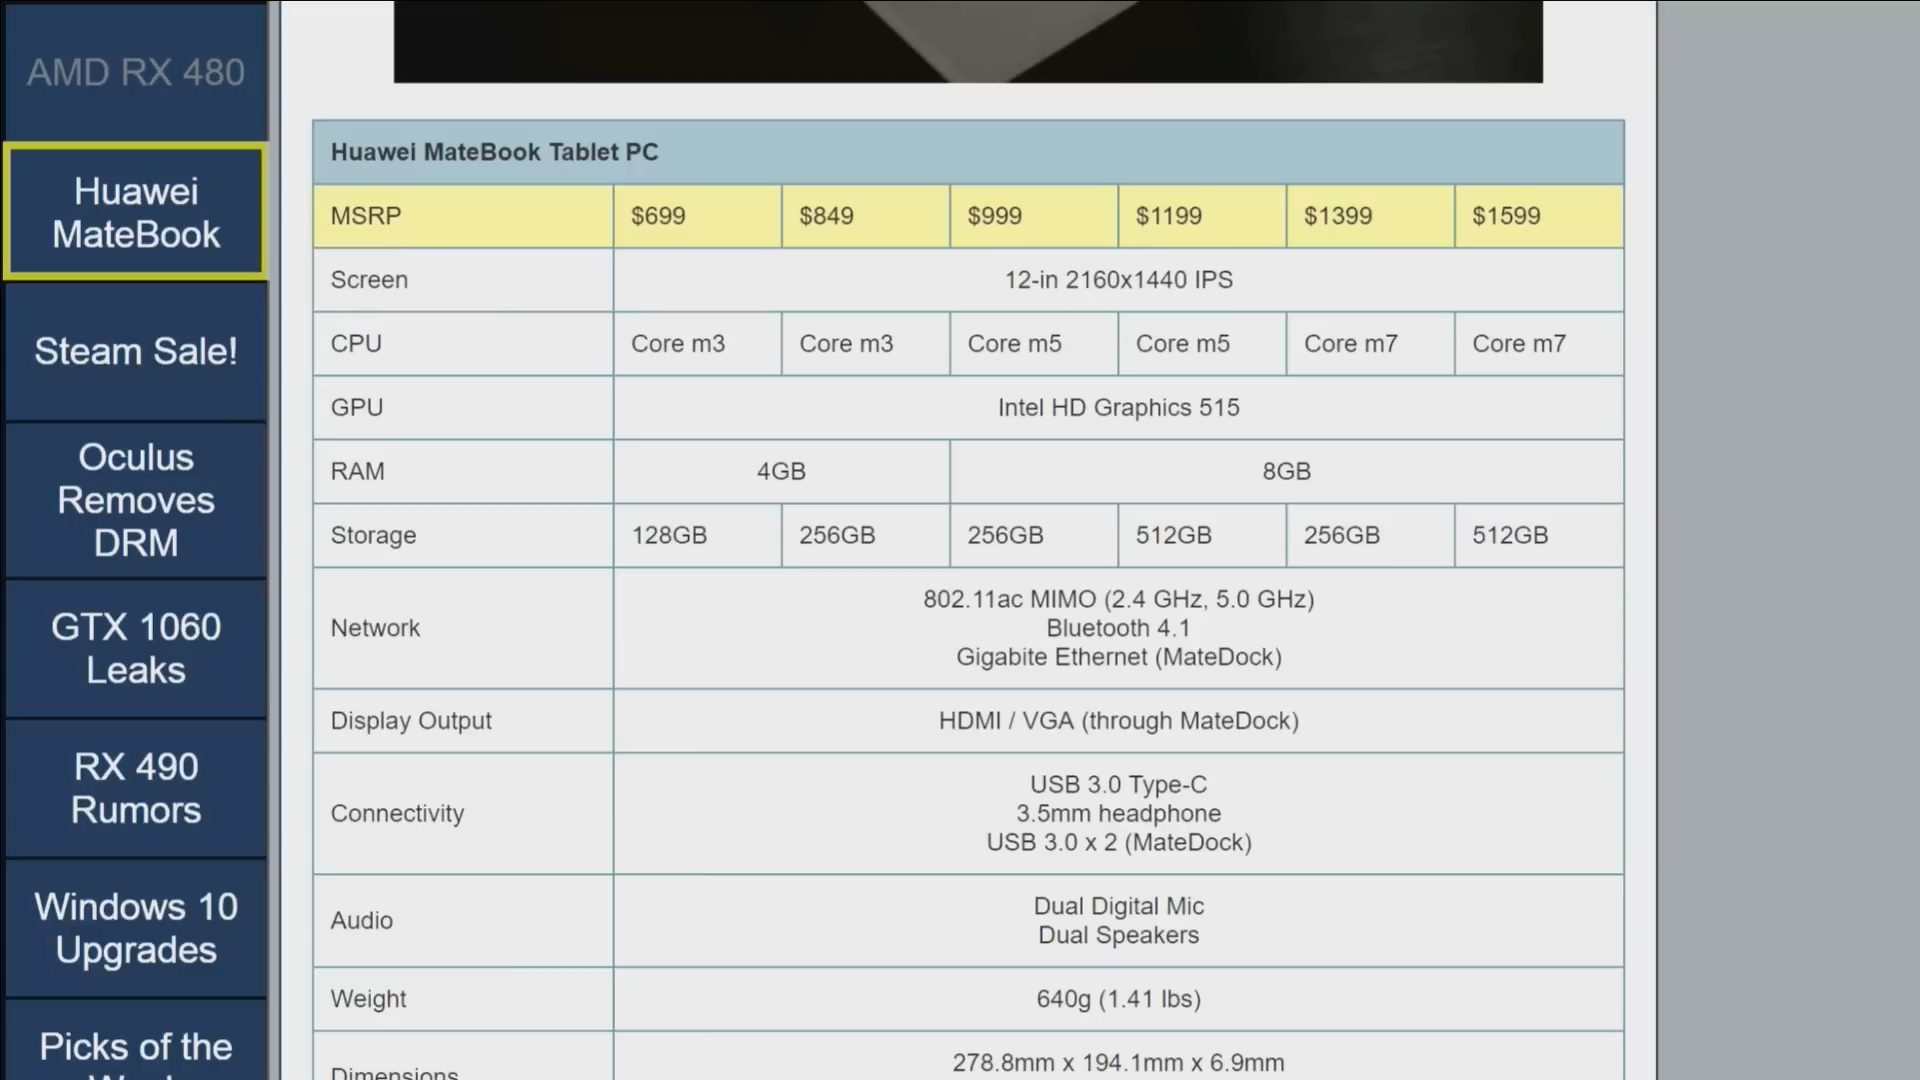 AMD RX 480
Huawei
MateBook
Steam Sale!
Oculus
Removes
DRM
GTX 1060
Leaks
RX 490
Rumors
Windows 10
Upgrades
Picks of the
Huawei MateBook Tablet PC
MSRP $699 $849 $999 $1199 $1399 $1599
Screen 12-in 2160x1440 IPS
CPU Core m3 Core m3 Core m5 Core m5 Core m7 Core m7
GPU Intel HD Graphics 515
RAM 4GB 8GB
Storage 128GB 256GB 256GB 512GB 256GB 512GB
Network
802.11ac MIMO (2.4 GHz, 5.0 GHz)
Bluetooth 4.1
Gigabite Ethernet (MateDock)
Display Output HDMI / VGA (through MateDock)
Connectivity
USB 3.0 Type-C
3.5mm headphone
USB 3.0 x 2 (MateDock)
Audio
Dual Digital Mic
Dual Speakers
Weight 640g (1.41 lbs)
Dimensions
278.8mm x 194.1mm x 6.9mm